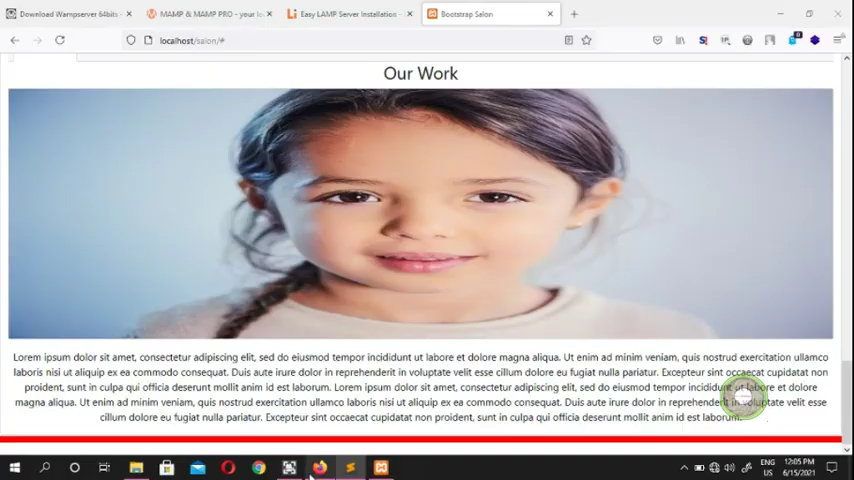 Download Wampserver 64bits -
MAMP & MAMP PRO - your lo
Easy LAMP Server Installation -
Bootstrap Salon
localhost/salon/#
Our Work
Lorem ipsum dolor sit amet, consectetur adipiscing elit, sed do eiusmod tempor incididunt ut labore et dolore magna aliqua. Ut enim ad minim veniam, quis nostrud exercitation ullamco
laboris nisi ut aliquip ex ea commodo consequat. Duis aute irure dolor in reprehenderit in voluptate velit esse cillum dolore eu fugiat nulla pariatur. Excepteur sint occaecat cupidatat non
proident, sunt in culpa qui officia deserunt mollit anim id est laborum. Lorem ipsum dolor sit amet, consectetur adipiscing elit, sed do eiusmod tempor incididunt ut labore et dolore
magna aliqua. Ut enim ad minim veniam, quis nostrud exercitation ullamco laboris nisi ut aliquip ex ea commodo consequat. Duis aute irure dolor in reprehenderit in voluptate velit esse
cillum dolore eu fugiat nulla pariatur. Excepteur sint occaecat cupidatat non proident, sunt in culpa qui officia deserunt mollit anim id est laborum.
ENG
US
12:05 PM
6/15/2021